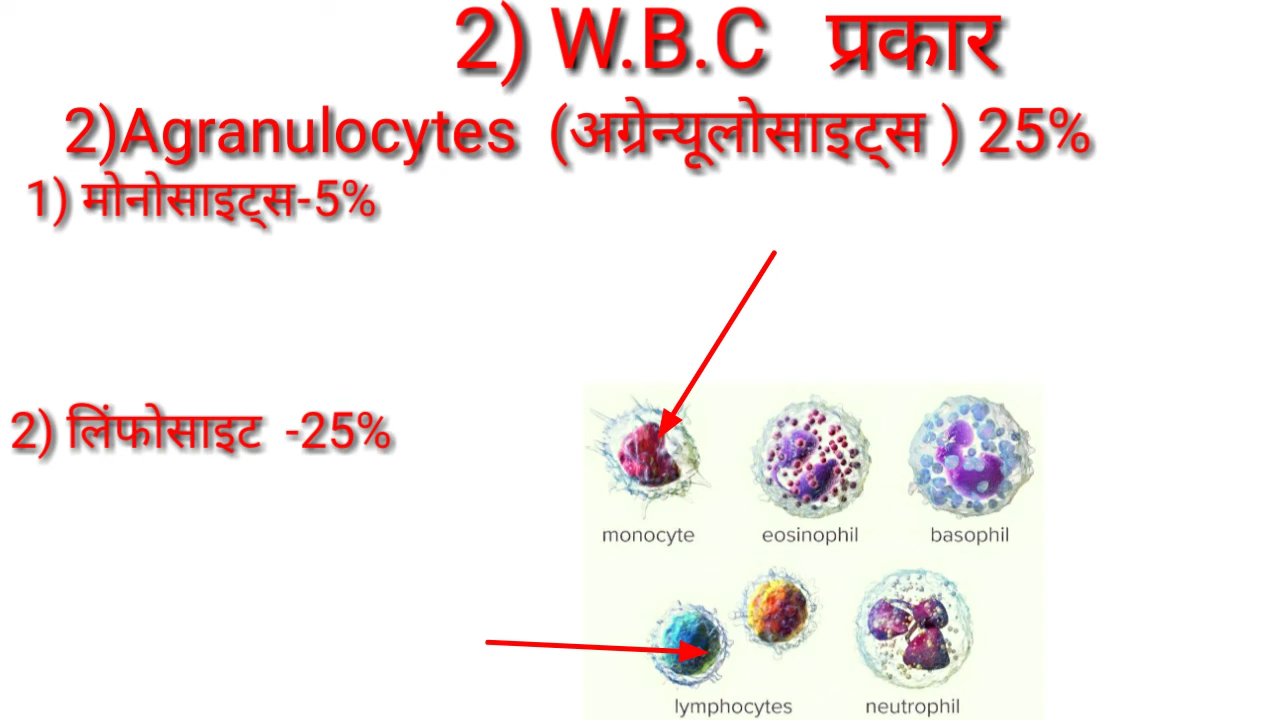 2) W.B.C प्रकार
2)Agranulocytes (अग्रेन्यूलोसाइट्स ) 25%
1) मोनोसाइट्स-5%
2) लिंफोसाइट -25%
monocyte eosinophil basophil
lymphocytes neutrophil